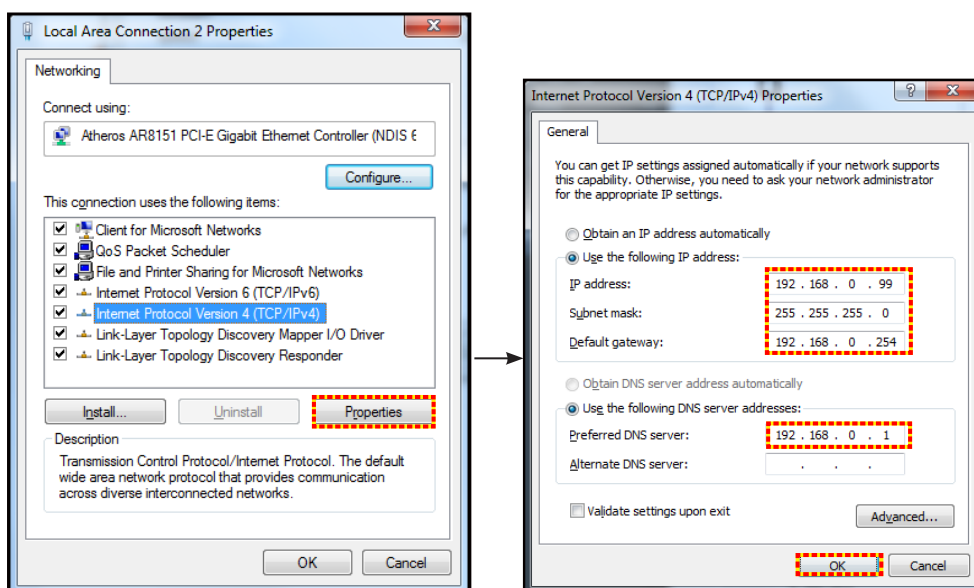 Local Area Connection 2 Properties
Networking
Connect using:
Atheros AR8151 PCI-E Gigabit Ethernet Controller (NDIS 6
Configure...
This connection uses the following items:
Client for Microsoft Networks
QoS Packet Scheduler
File and Printer Sharing for Microsoft Networks
Internet Protocol Version 6 (TCP/IPv6)
Internet Protocol Version 4 (TCP/IPv4)
Link-Layer Topology Discovery Mapper I/O Driver
Link-Layer Topology Discovery Responder
Install...
Uninstall
Properties
Description
Transmission Control Protocol/Internet Protocol. The default
wide area network protocol that provides communication
across diverse interconnected networks.
OK
Cancel
Internet Protocol Version 4 (TCP/IPv4) Properties
General
You can get IP settings assigned automatically if your network supports
this capability. Otherwise, you need to ask your network administrator
for the appropriate IP settings.
Obtain an IP address automatically
Use the following IP address:
IP address: 192 . 168 . 0 . 99
Subnet mask: 255 . 255 . 255 . 0
Default gateway: 192 . 168 . 0 . 254
Obtain DNS server address automatically
Use the following DNS server addresses:
Preferred DNS server: 192 . 168 . 0 . 1
Alternate DNS server: . . .
Validate settings upon exit
Advanced...
OK
Cancel